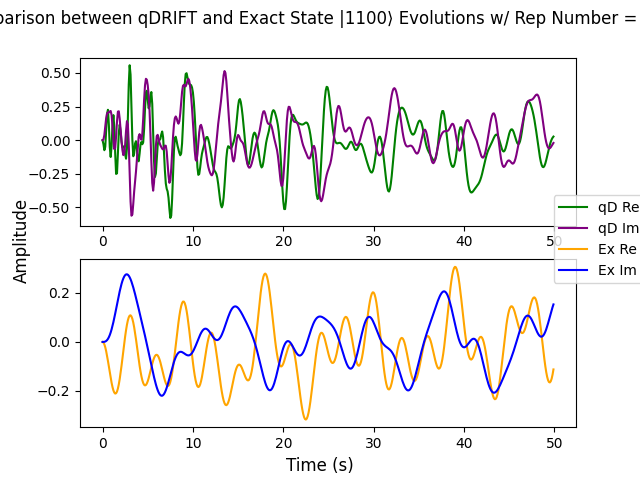 parison between qDRIFT and Exact State |1100⟩ Evolutions w/ Rep Number =
0.50
0.25
0.00
−0.25
−0.50
0 10 20 30 40 50
qD Re
qD Im
Ex Re
Ex Im
Amplitude
0.2
0.0
−0.2
0 10 20 30 40 50
Time (s)